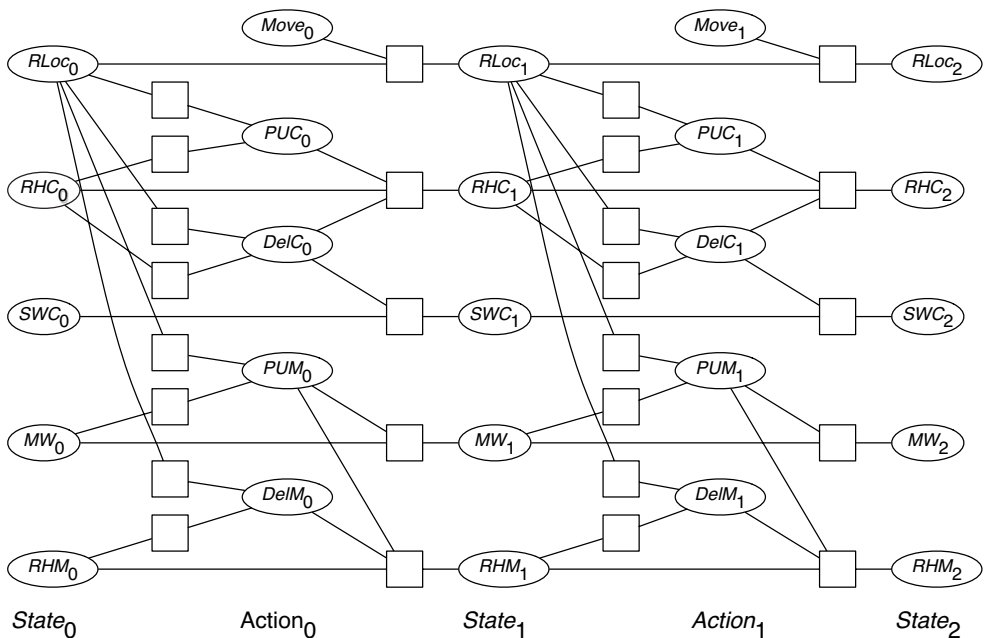 Move0 Move1
RLoc0 RLoc1 RLoc2
PUC0 PUC1
RHC0 RHC1 RHC2
DelC0 DelC1
SWC0 SWC1 SWC2
PUM0 PUM1
MW0 MW1 MW2
DelM0 DelM1
RHM0 RHM1 RHM2
State0 Action0 State1 Action1 State2